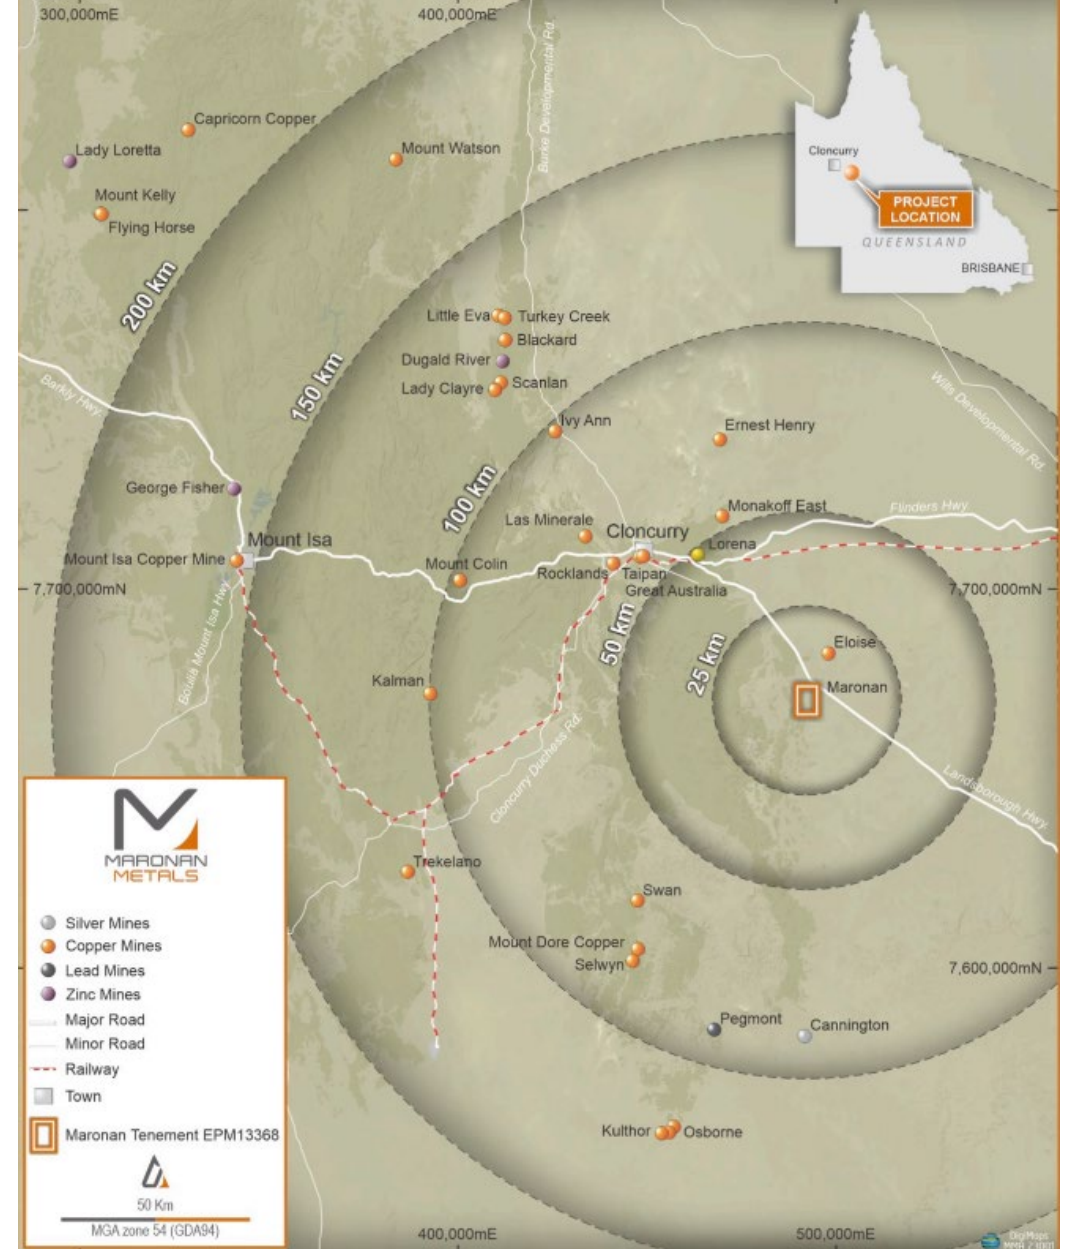 300,000mE
400,000mE
Burke Developmental Rd.
Capricorn Copper
Lady Loretta
Mount Watson
Mount Kelly
Flying Horse
Cloncurry
PROJECT
LOCATION
QUEENSLAND
BRISBANE
200 km
150 km
100 km
50 km
25 km
Little Eva
Turkey Creek
Blackard
Dugald River
Lady Clayre
Scanlan
Barkly Hwy.
Wills Developmental Rd.
Ivy Ann
Ernest Henry
George Fisher
Monakoff East
Flinders Hwy.
Las Minerale
Cloncurry
Mount Isa
Lorena
Mount Isa Copper Mine
Mount Colin
Rocklands
Taipan
Great Australia
7,700,000mN
7,700,000mN
Boulia Mount Isa Hwy.
Eloise
Kalman
Maronan
Cloncurry Duchess Rd.
Landsborough Hwy.
Trekelano
Swan
Mount Dore Copper
Selwyn
7,600,000mN
Pegmont
Cannington
Kulthor
Osborne
MARONAN
METALS
Silver Mines
Copper Mines
Lead Mines
Zinc Mines
Major Road
Minor Road
Railway
Town
Maronan Tenement EPM13368
50 Km
MGA zone 54 (GDA94)
400,000mE
500,000mE
DigiMaps